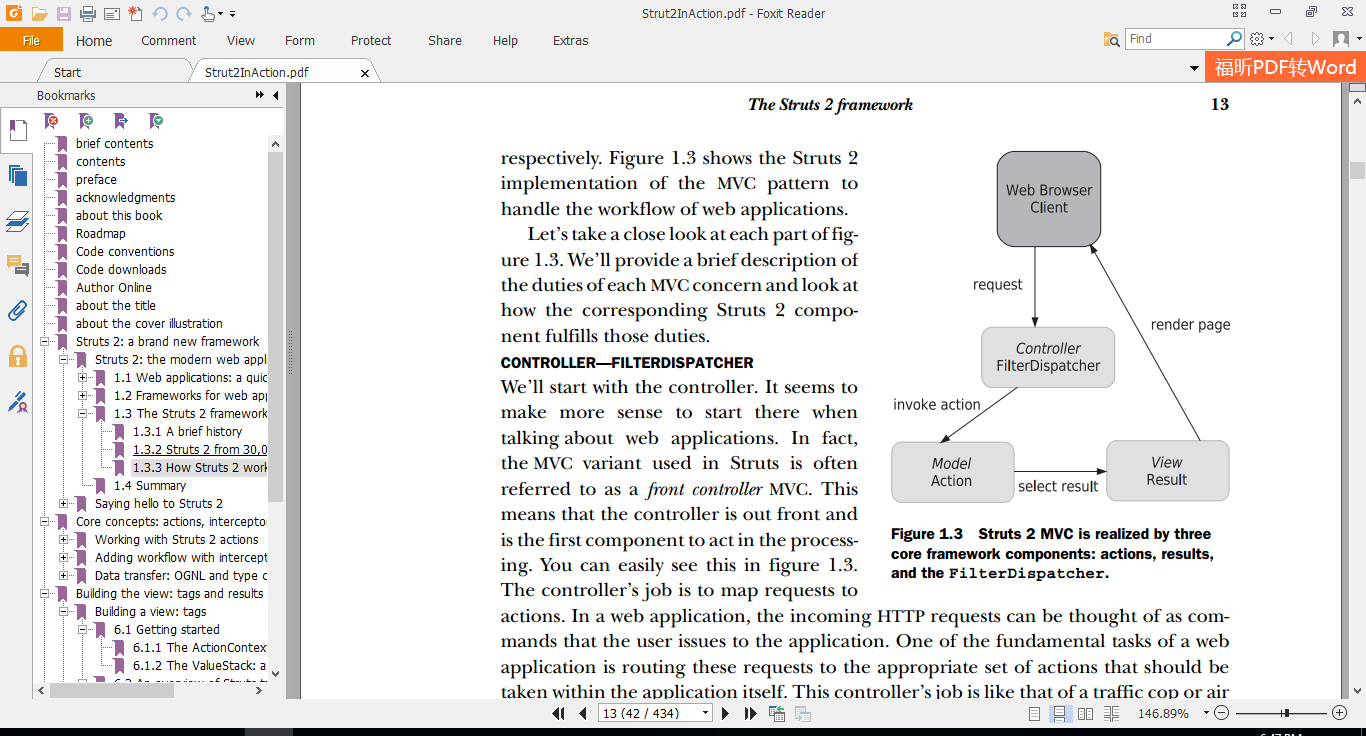 Strut2InAction.pdf - Foxit Reader
File Home Comment View Form Protect Share Help Extras
Find
Start
Strut2InAction.pdf
福昕PDF转Word
Bookmarks
brief contents
contents
preface
acknowledgments
about this book
Roadmap
Code conventions
Code downloads
Author Online
about the title
about the cover illustration
Struts 2: a brand new framework
Struts 2: the modern web appl
1.1 Web applications: a quic
1.2 Frameworks for web app
1.3 The Struts 2 framework
1.3.1 A brief history
1.3.2 Struts 2 from 30,0
1.3.3 How Struts 2 work
1.4 Summary
Saying hello to Struts 2
Core concepts: actions, intercepto
Working with Struts 2 actions
Adding workflow with intercept
Data transfer: OGNL and type c
Building the view: tags and results
Building a view: tags
6.1 Getting started
6.1.1 The ActionContex
6.1.2 The ValueStack: a
The Struts 2 framework 13
respectively. Figure 1.3 shows the Struts 2
implementation of the MVC pattern to
handle the workflow of web applications.
Let's take a close look at each part of fig-
ure 1.3. We'll provide a brief description of
the duties of each MVC concern and look at
how the corresponding Struts 2 compo-
nent fulfills those duties.
CONTROLLER—FILTERDISPATCHER
We'll start with the controller. It seems to
make more sense to start there when
talking about web applications. In fact,
the MVC variant used in Struts is often
referred to as a front controller MVC. This
means that the controller is out front and
is the first component to act in the process-
ing. You can easily see this in figure 1.3.
The controller's job is to map requests to
actions. In a web application, the incoming HTTP requests can be thought of as com-
mands that the user issues to the application. One of the fundamental tasks of a web
application is routing these requests to the appropriate set of actions that should be
taken within the application itself. This controller's job is like that of a traffic cop or air
Web Browser
Client
request
render page
Controller
FilterDispatcher
invoke action
Model
Action
select result
View
Result
Figure 1.3 Struts 2 MVC is realized by three
core framework components: actions, results,
and the FilterDispatcher.
13 (42 / 434)
146.89%